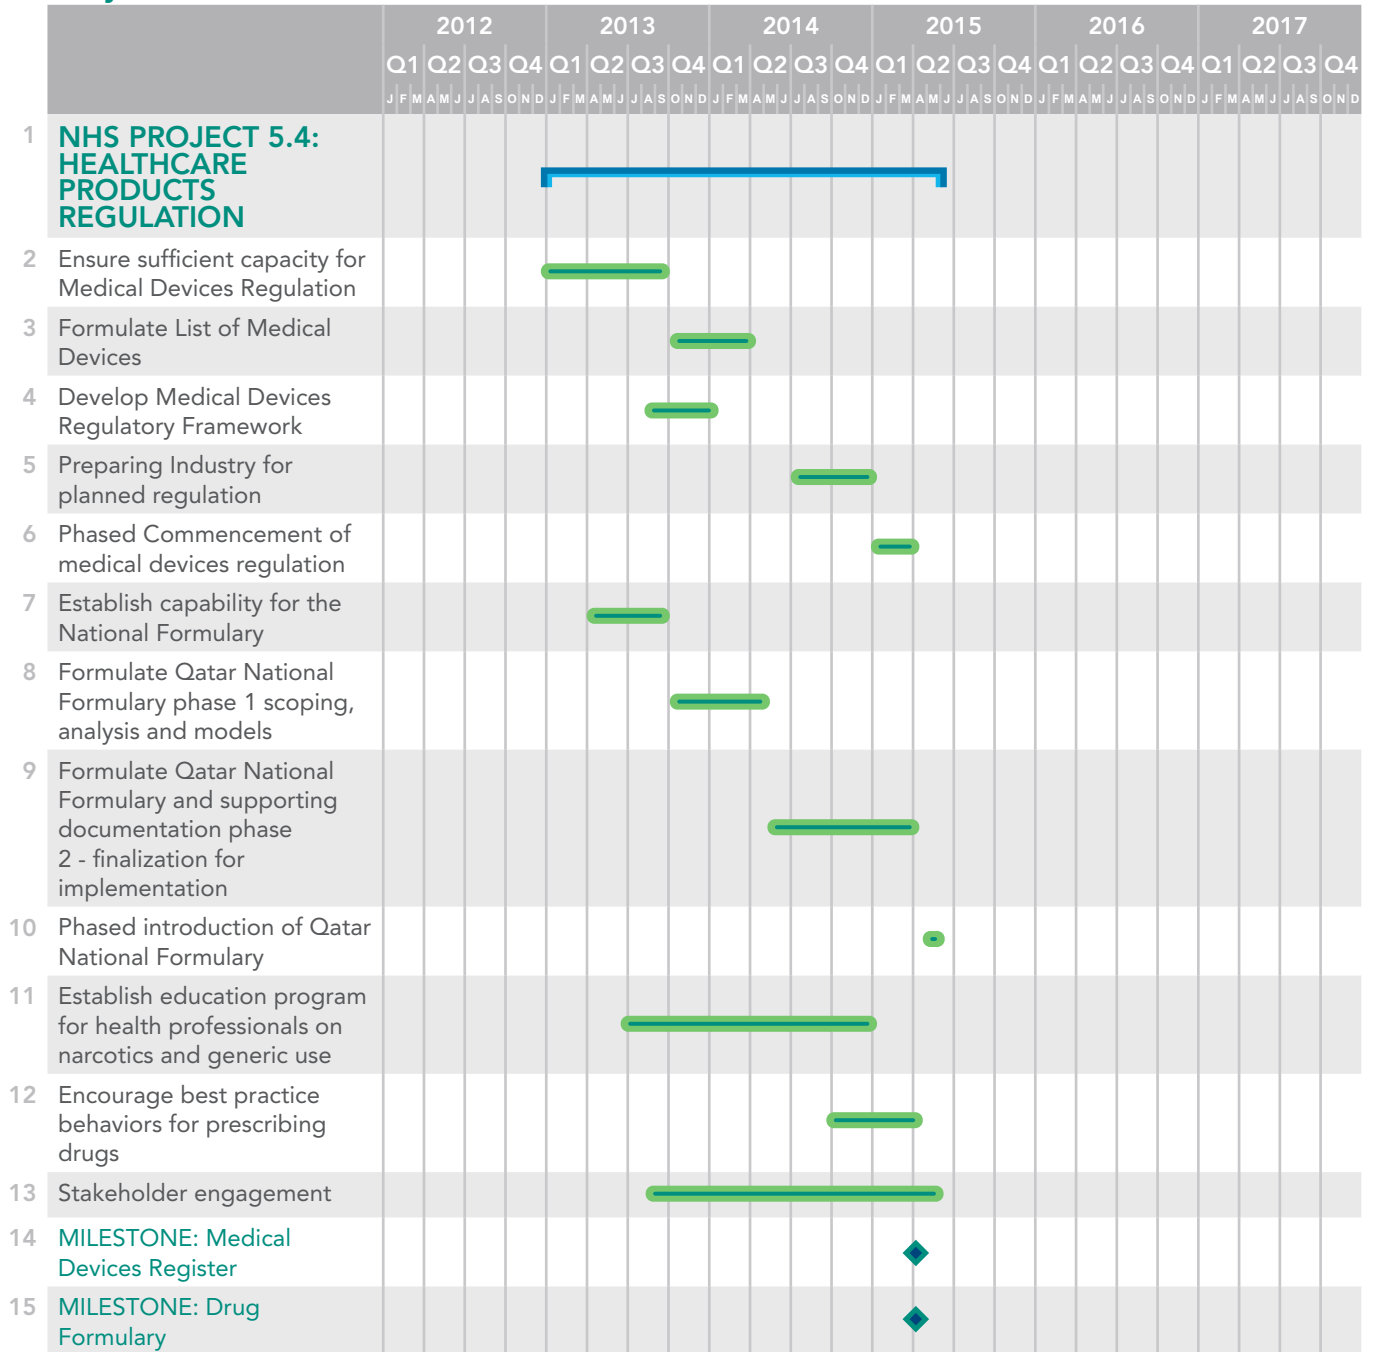 2012 2013 2014 2015 2016 2017
Q1 Q2 Q3 Q4 Q1 Q2 Q3 Q4 Q1 Q2 Q3 Q4 Q1 Q2 Q3 Q4 Q1 Q2 Q3 Q4 Q1 Q2 Q3 Q4
J F M A M J J A S O N D J F M A M J J A S O N D J F M A M J J A S O N D J F M A M J J A S O N D J F M A M J J A S O N D J F M A M J J A S O N D
1 NHS PROJECT 5.4:
HEALTHCARE
PRODUCTS
REGULATION
2 Ensure sufficient capacity for
Medical Devices Regulation
3 Formulate List of Medical
Devices
4 Develop Medical Devices
Regulatory Framework
5 Preparing Industry for
planned regulation
6 Phased Commencement of
medical devices regulation
7 Establish capability for the
National Formulary
8 Formulate Qatar National
Formulary phase 1 scoping,
analysis and models
9 Formulate Qatar National
Formulary and supporting
documentation phase
2 - finalization for
implementation
10 Phased introduction of Qatar
National Formulary
11 Establish education program
for health professionals on
narcotics and generic use
12 Encourage best practice
behaviors for prescribing
drugs
13 Stakeholder engagement
14 MILESTONE: Medical
Devices Register
15 MILESTONE: Drug
Formulary